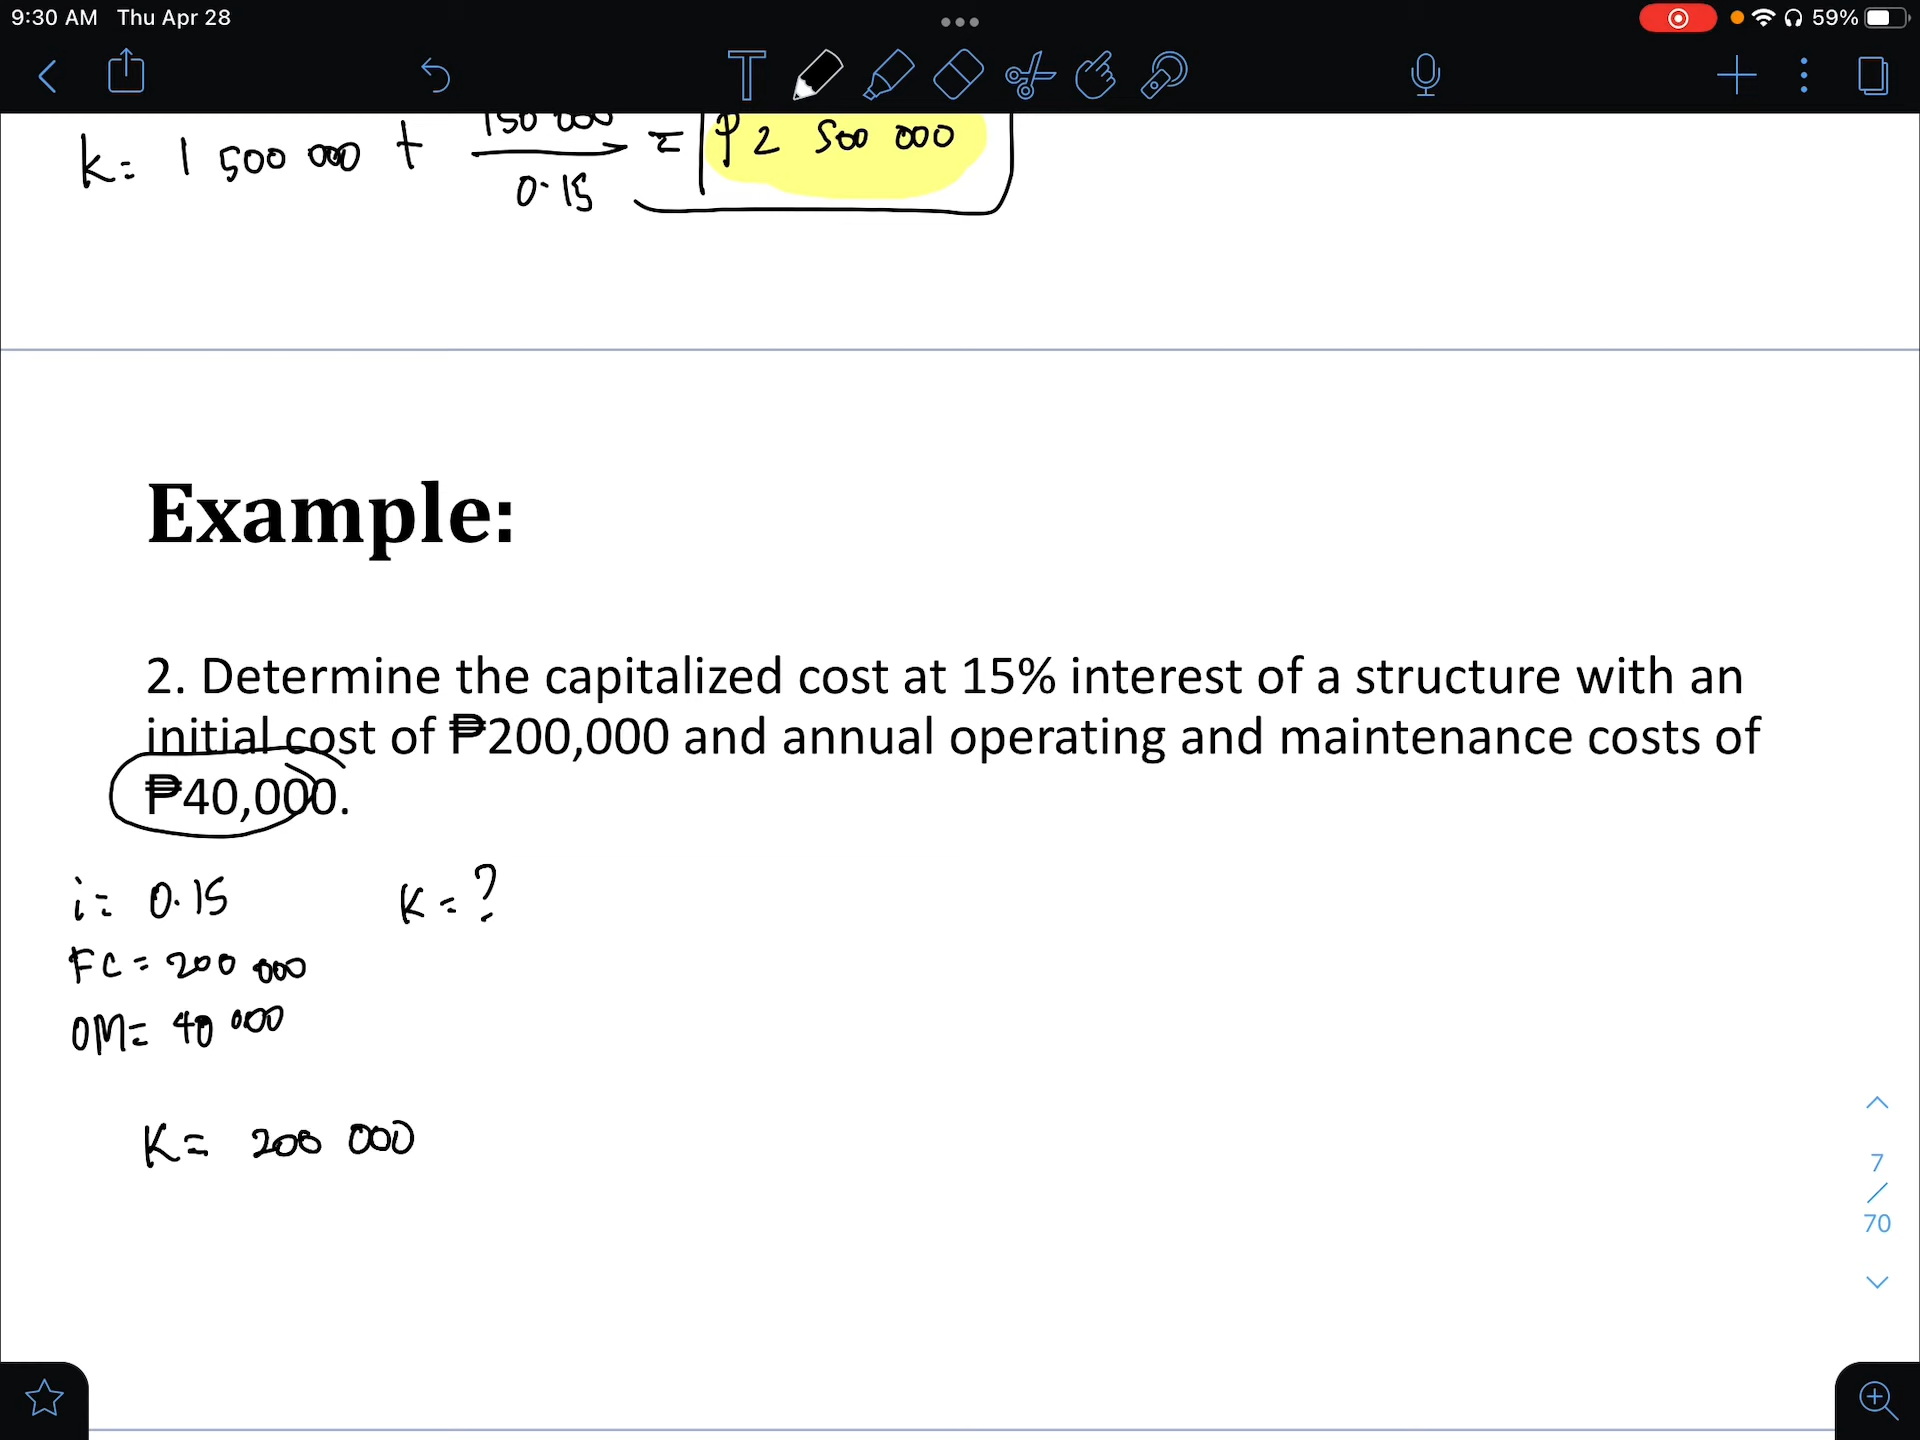 9:30 AM Thu Apr 28
59%
T
k= 1 500 000 + 150 000 / 0.15 = ₱2 500 000
Example:
2. Determine the capitalized cost at 15% interest of a structure with an
initial cost of ₱200,000 and annual operating and maintenance costs of
₱40,000.
i= 0.15 K=?
FC= 200 000
OM= 40 000
K= 200 000
7
/
70